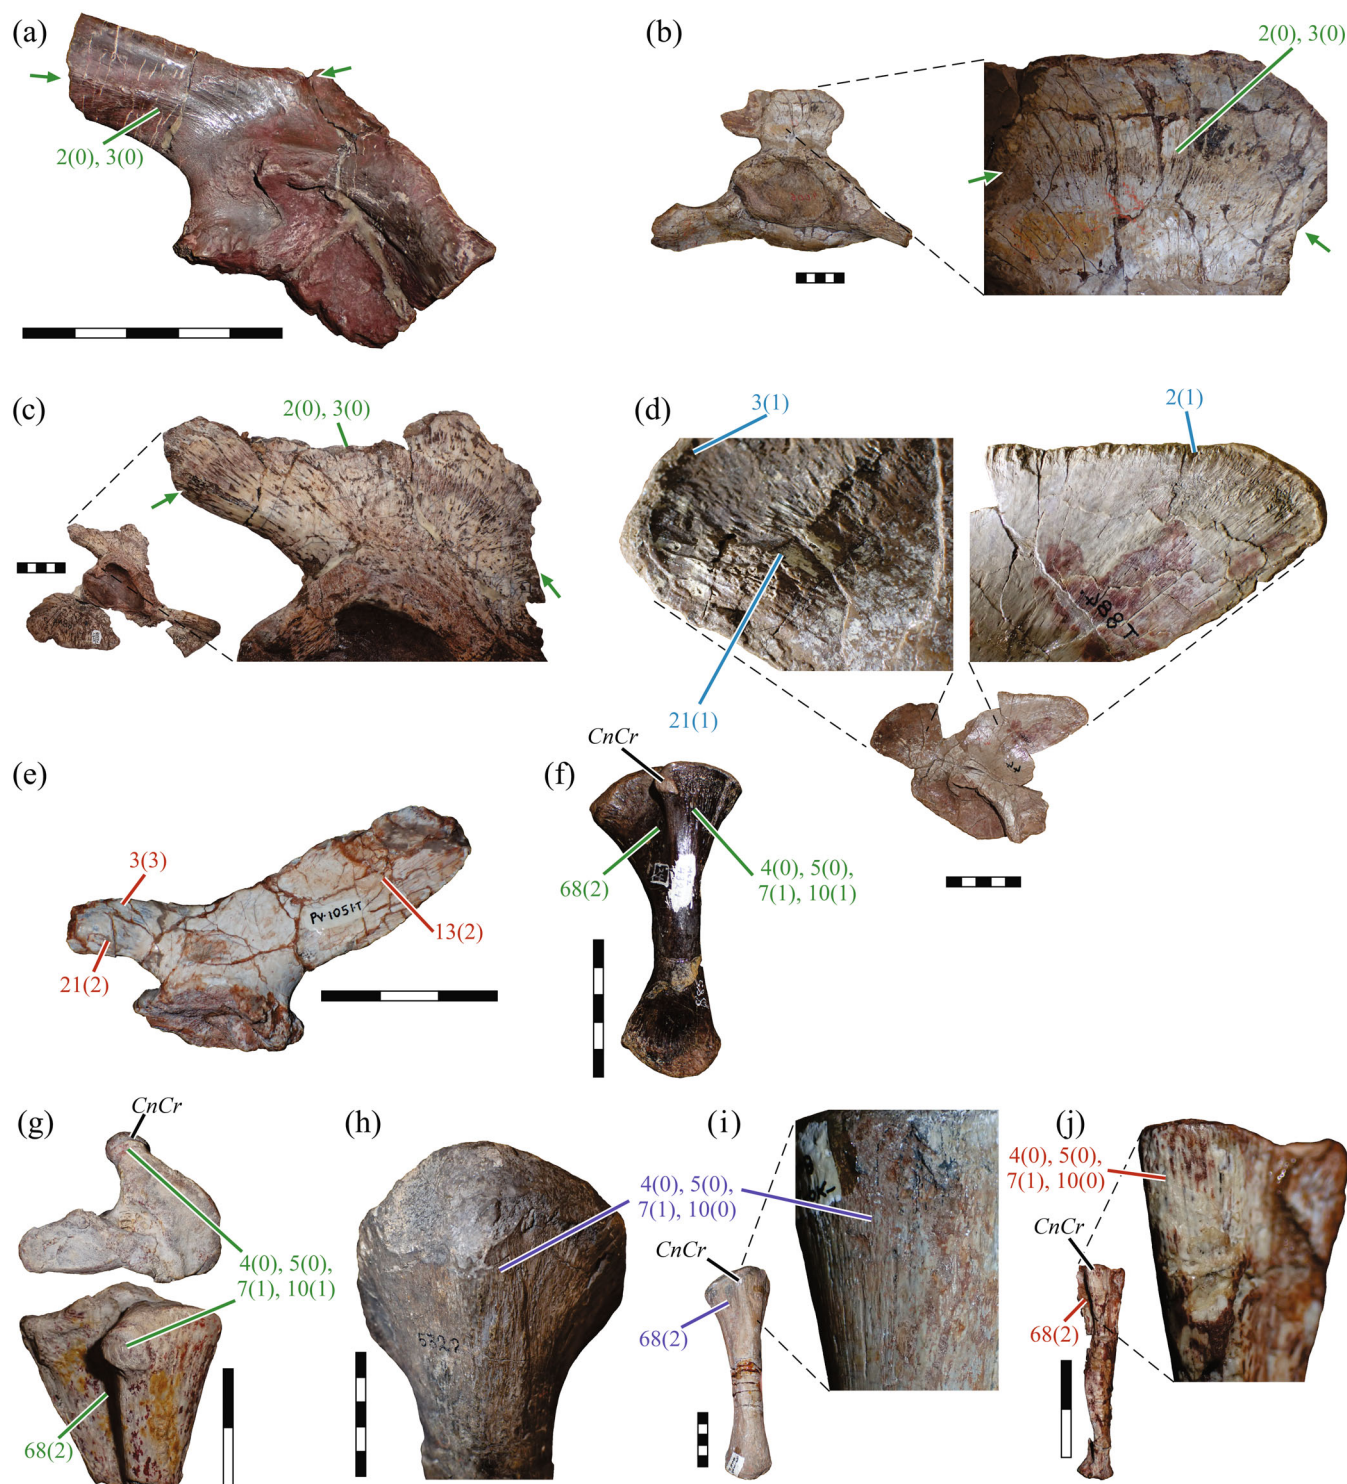 (a)
2(0), 3(0)
(b)
2(0), 3(0)
(c)
2(0), 3(0)
(d)
3(1)
2(1)
21(1)
(e)
3(3)
21(2)
13(2)
PV-1051-T
(f)
CnCr
68(2)
4(0), 5(0),
7(1), 10(1)
(g)
CnCr
4(0), 5(0),
7(1), 10(1)
68(2)
(h)
5322
(i)
4(0), 5(0),
7(1), 10(0)
CnCr
68(2)
(j)
4(0), 5(0),
7(1), 10(0)
CnCr
68(2)